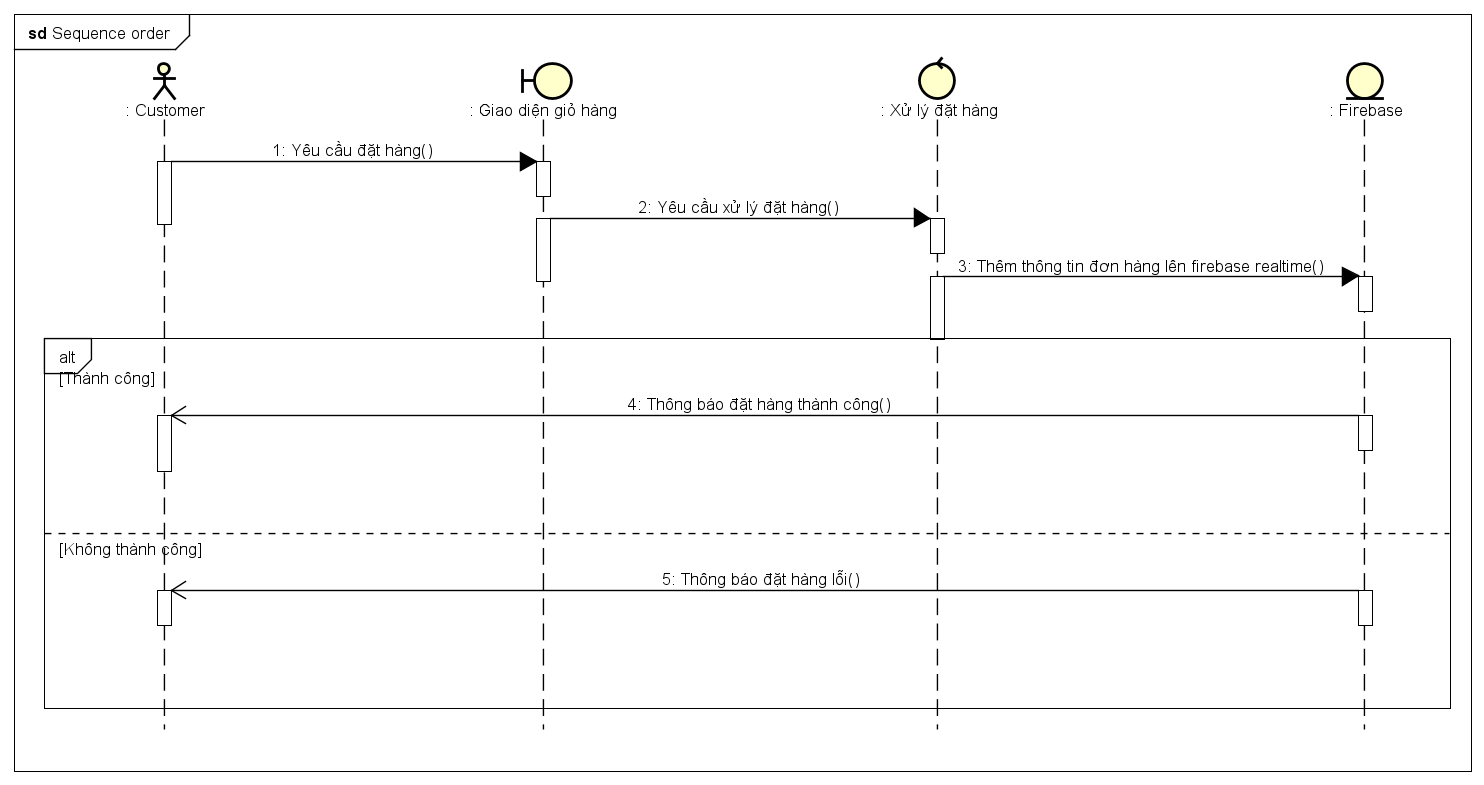 sd Sequence order
: Customer
: Giao diện giỏ hàng
: Xử lý đặt hàng
: Firebase
1: Yêu cầu đặt hàng()
2: Yêu cầu xử lý đặt hàng()
3: Thêm thông tin đơn hàng lên firebase realtime()
alt
[Thành công]
4: Thông báo đặt hàng thành công()
[Không thành công]
5: Thông báo đặt hàng lỗi()